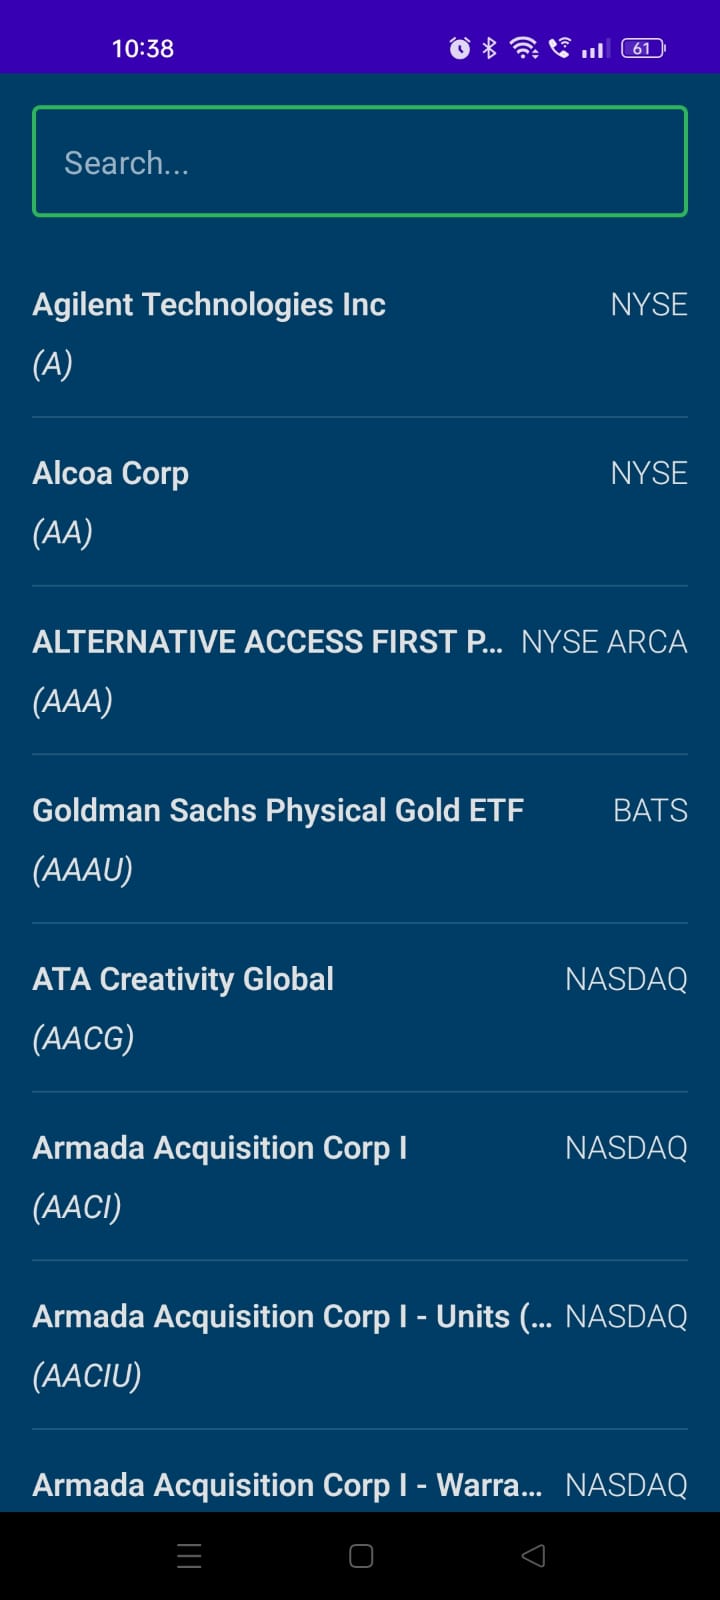 10:38 61
Search...
Agilent Technologies Inc NYSE
(A)
Alcoa Corp NYSE
(AA)
ALTERNATIVE ACCESS FIRST P... NYSE ARCA
(AAA)
Goldman Sachs Physical Gold ETF BATS
(AAAU)
ATA Creativity Global NASDAQ
(AACG)
Armada Acquisition Corp I NASDAQ
(AACI)
Armada Acquisition Corp I - Units (... NASDAQ
(AACIU)
Armada Acquisition Corp I - Warra... NASDAQ